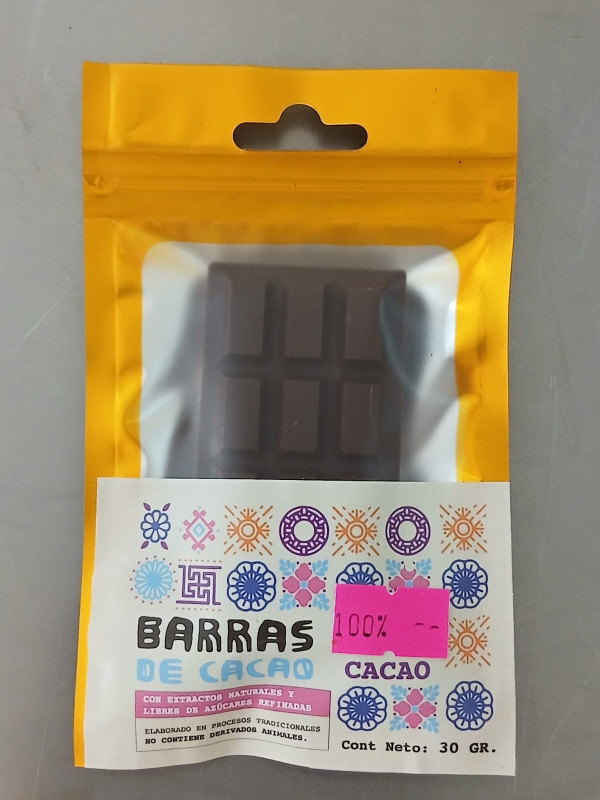 100% --
BARRAS
DE CACAO
CACAO
CON EXTRACTOS NATURALES Y
LIBRES DE AZÚCARES REFINADAS
ELABORADO EN PROCESOS TRADICIONALES
NO CONTIENE DERIVADOS ANIMALES.
Cont Neto: 30 GR.